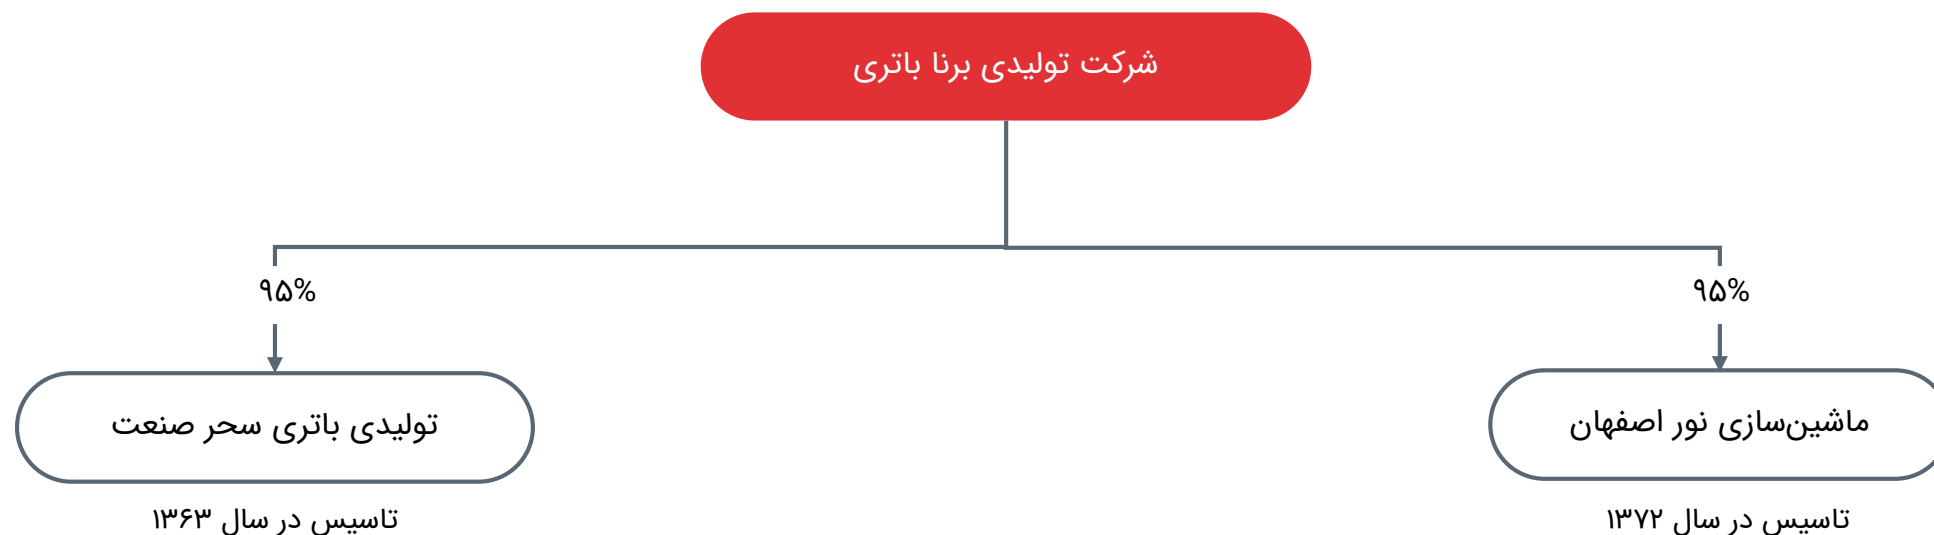 شرکت تولیدی برنا باتری
۹۵%
۹۵%
ماشین‌سازی نور اصفهان
تولیدی باتری سحر صنعت
تاسیس در سال ۱۳۷۲
تاسیس در سال ۱۳۶۳